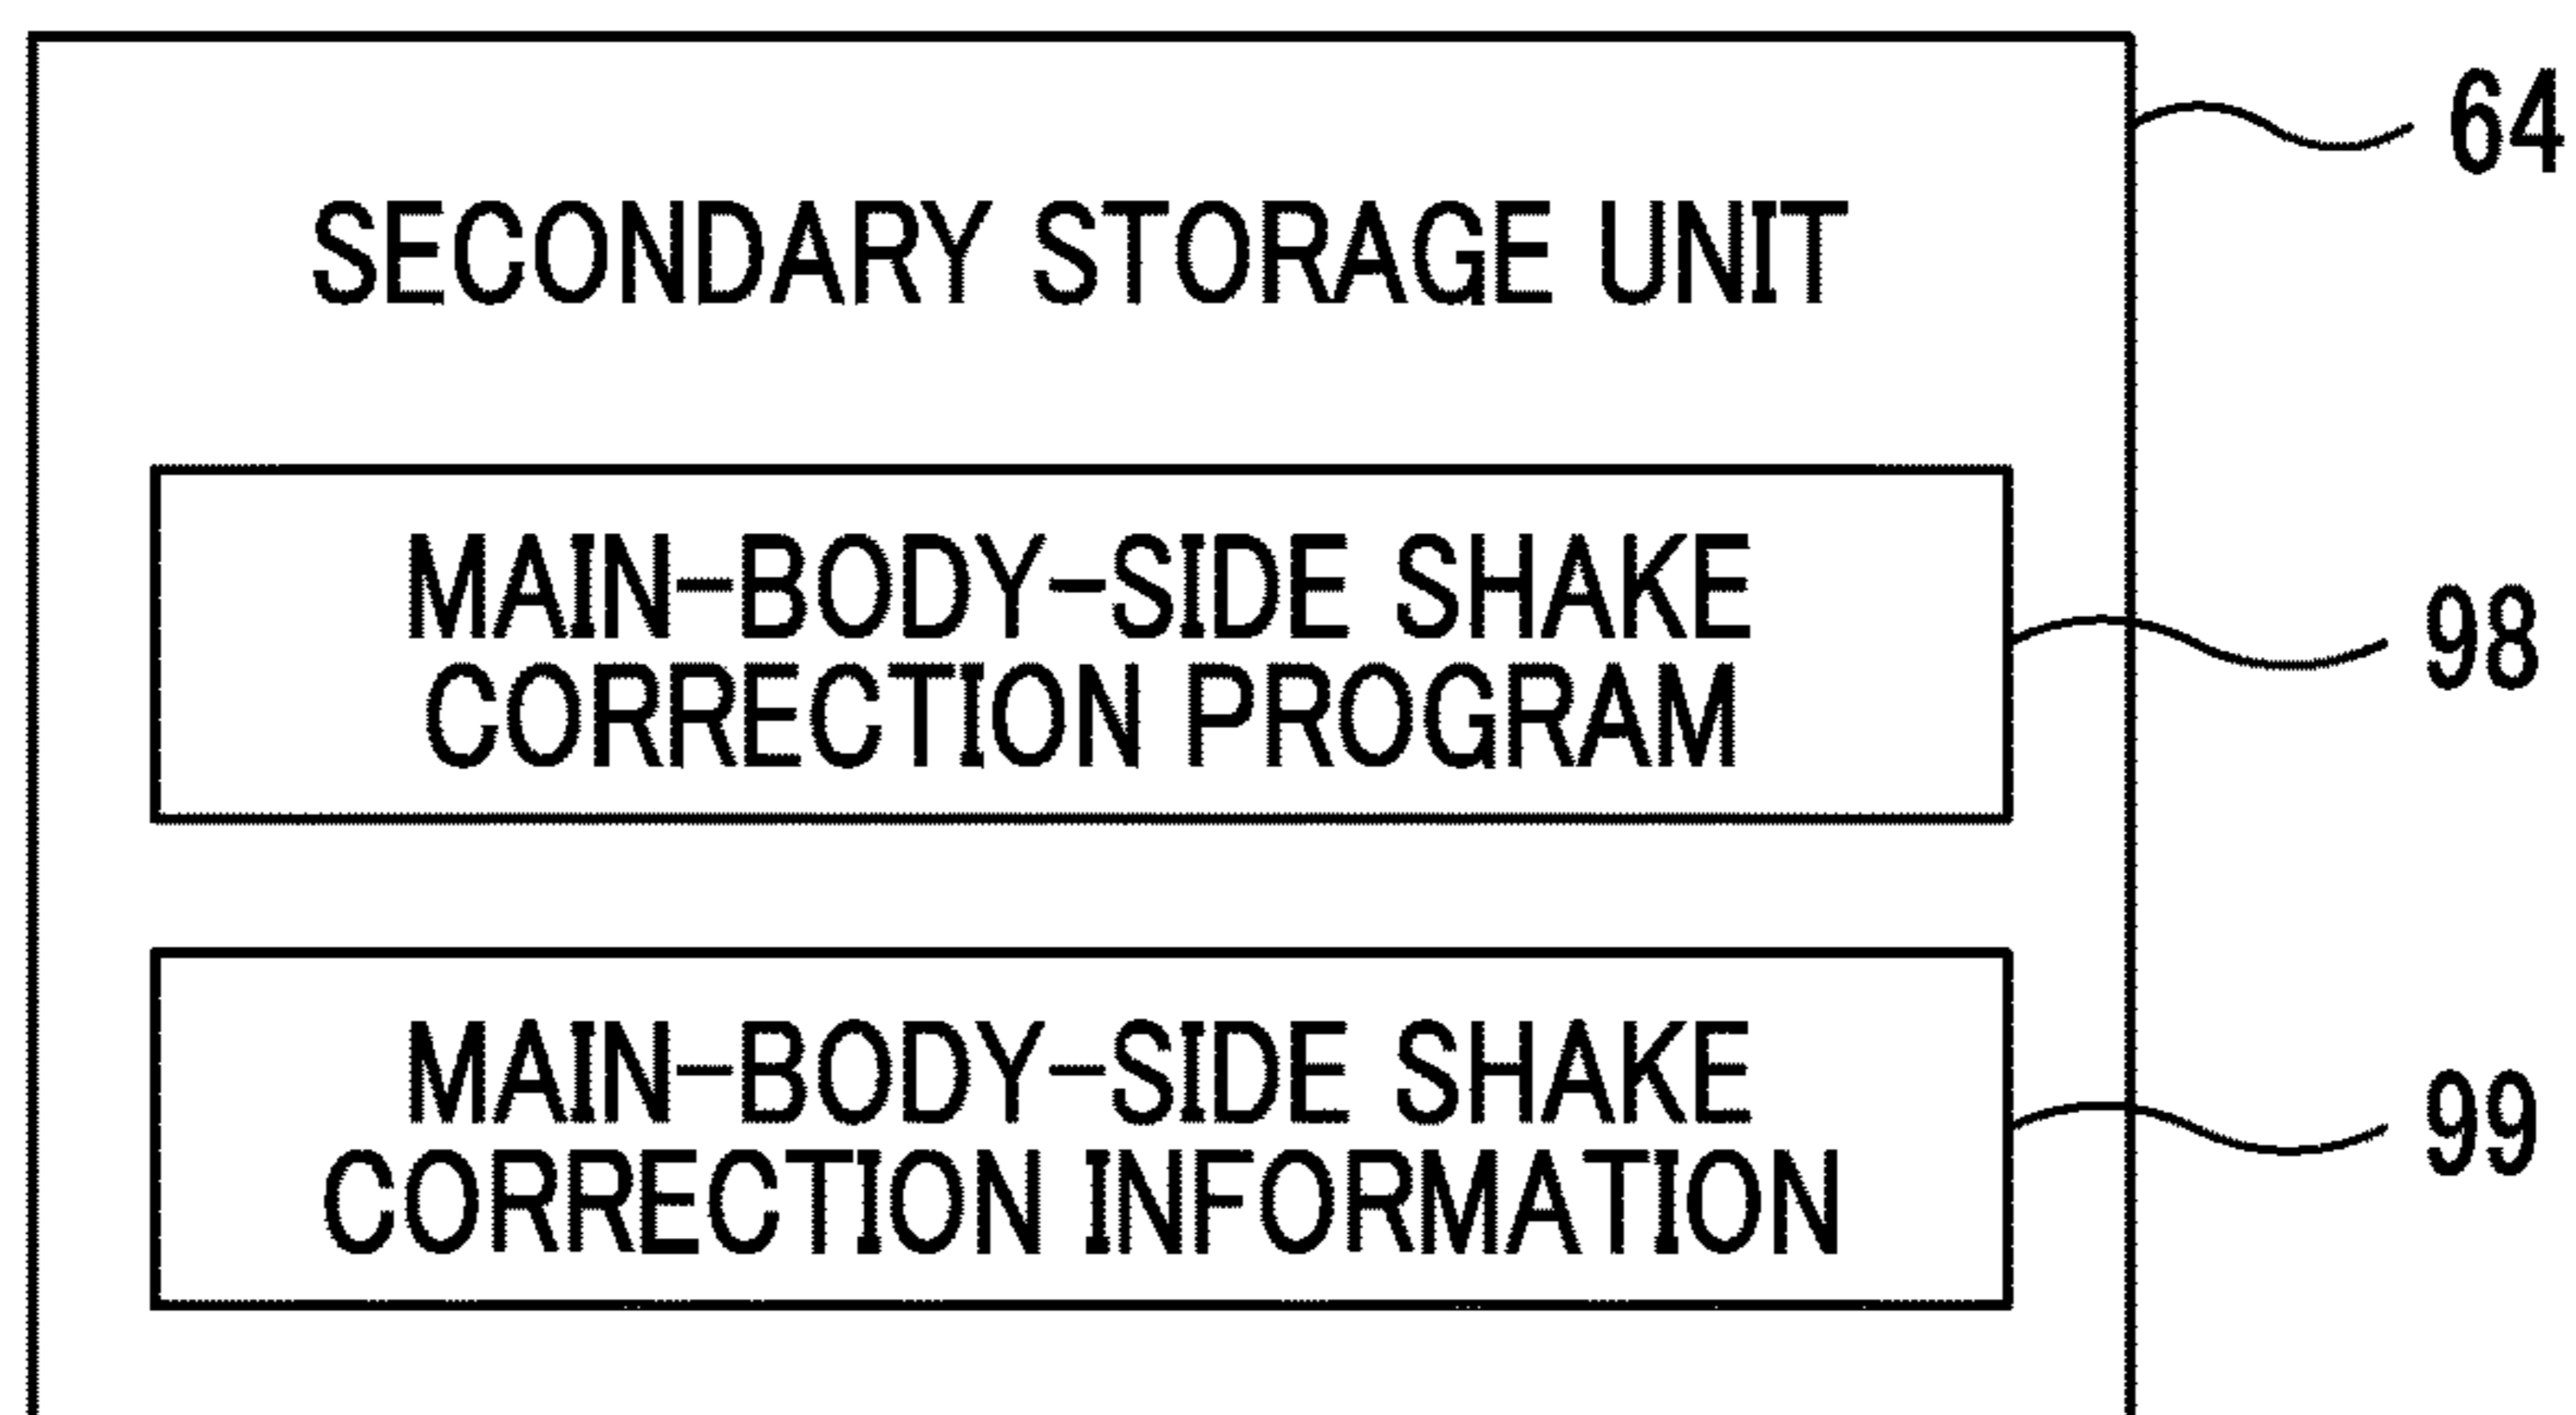 64
SECONDARY STORAGE UNIT
MAIN-BODY-SIDE SHAKE
CORRECTION PROGRAM
98
MAIN-BODY-SIDE SHAKE
CORRECTION INFORMATION
99